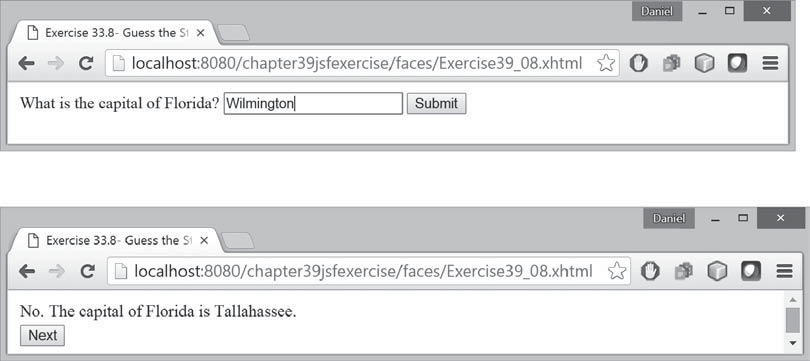 Daniel
Exercise 33.8- Guess the St
localhost:8080/chapter39jsfexercise/faces/Exercise39_08.xhtml
What is the capital of Florida? Wilmington Submit
Daniel
Exercise 33.8- Guess the St
localhost:8080/chapter39jsfexercise/faces/Exercise39_08.xhtml
No. The capital of Florida is Tallahassee.
Next